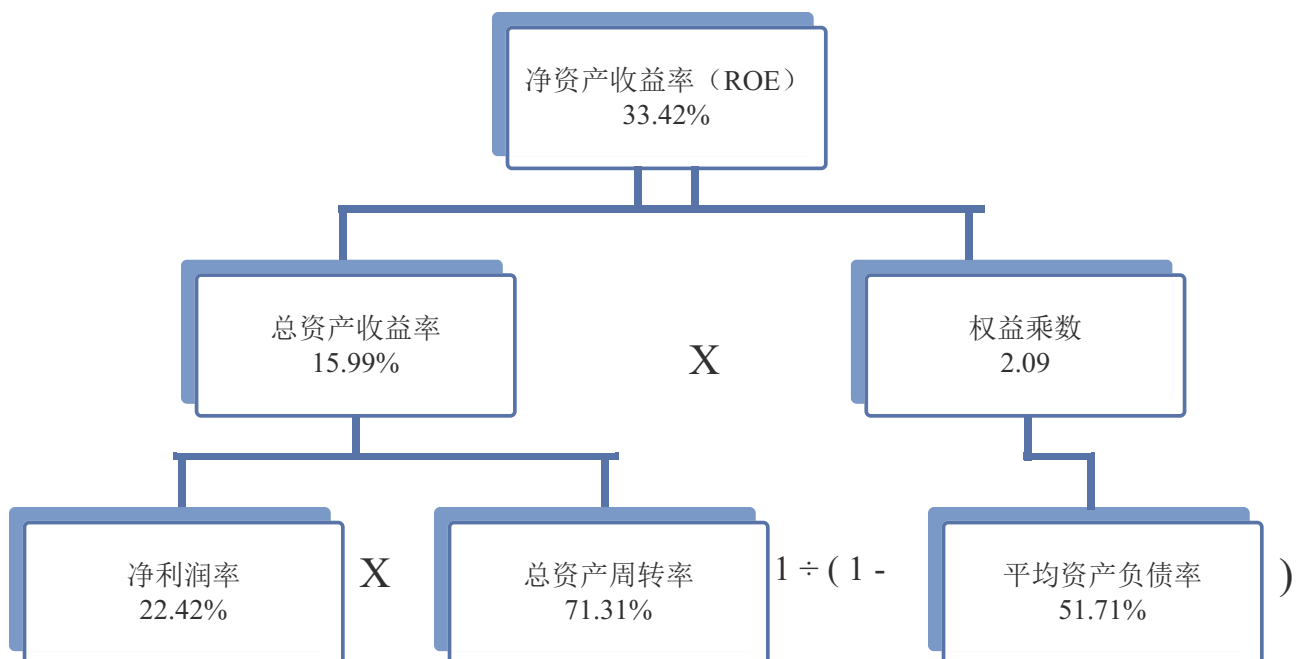 净资产收益率（ROE）
33.42%
总资产收益率
15.99%
X
权益乘数
2.09
净利润率
22.42%
X
总资产周转率
71.31%
1 ÷ ( 1 -
平均资产负债率
51.71%
)